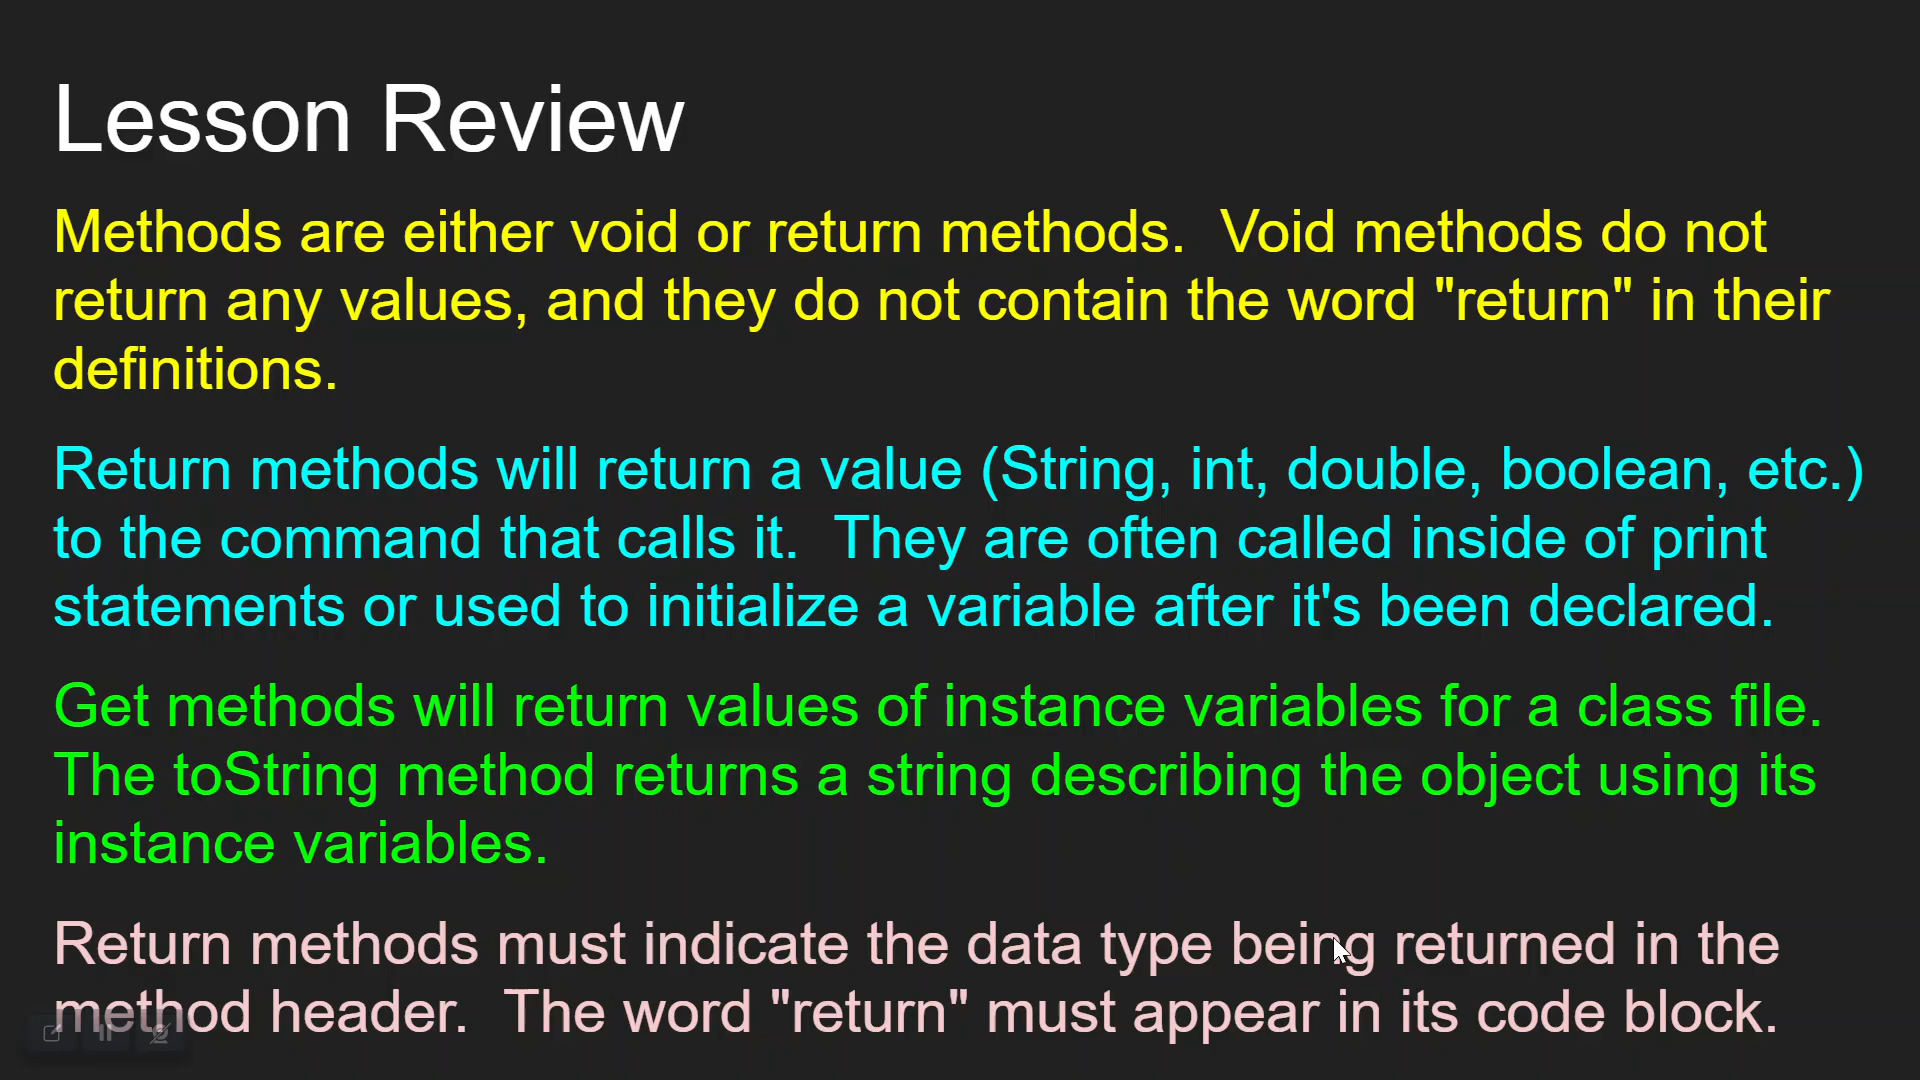 Lesson Review
Methods are either void or return methods.  Void methods do not
return any values, and they do not contain the word "return" in their
definitions.
Return methods will return a value (String, int, double, boolean, etc.)
to the command that calls it.  They are often called inside of print
statements or used to initialize a variable after it's been declared.
Get methods will return values of instance variables for a class file.
The toString method returns a string describing the object using its
instance variables.
Return methods must indicate the data type being returned in the
method header.  The word "return" must appear in its code block.